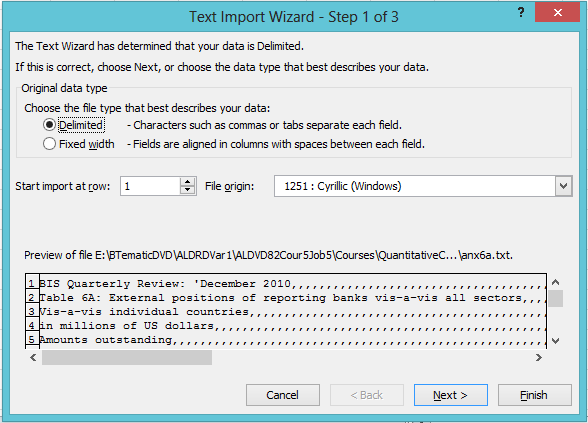 Text Import Wizard - Step 1 of 3
The Text Wizard has determined that your data is Delimited.
If this is correct, choose Next, or choose the data type that best describes your data.
Original data type
Choose the file type that best describes your data:
Delimited - Characters such as commas or tabs separate each field.
Fixed width - Fields are aligned in columns with spaces between each field.
Start import at row: 1 File origin: 1251 : Cyrillic (Windows)
Preview of file E:\BTematicDVD\ALDRDVar1\ALDVD82Cour5Job5\Courses\QuantitativeC...\anx6a.txt.
1 BIS Quarterly Review: 'December 2010,,,,,,,,,,,,,,,,,,,,,,,,,,,,,,,,,,
2 Table 6A: External positions of reporting banks vis-a-vis all sectors,,,,
3 Vis-a-vis individual countries,,,,,,,,,,,,,,,,,,,,,,,,,,,,,,,,,,,,,,,,,
4 in millions of US dollars,,,,,,,,,,,,,,,,,,,,,,,,,,,,,,,,,,,,,,,,,,,,,,
5 Amounts outstanding,,,,,,,,,,,,,,,,,,,,,,,,,,,,,,,,,,,,,,,,,,,,,,,,,,,,
Cancel < Back Next > Finish